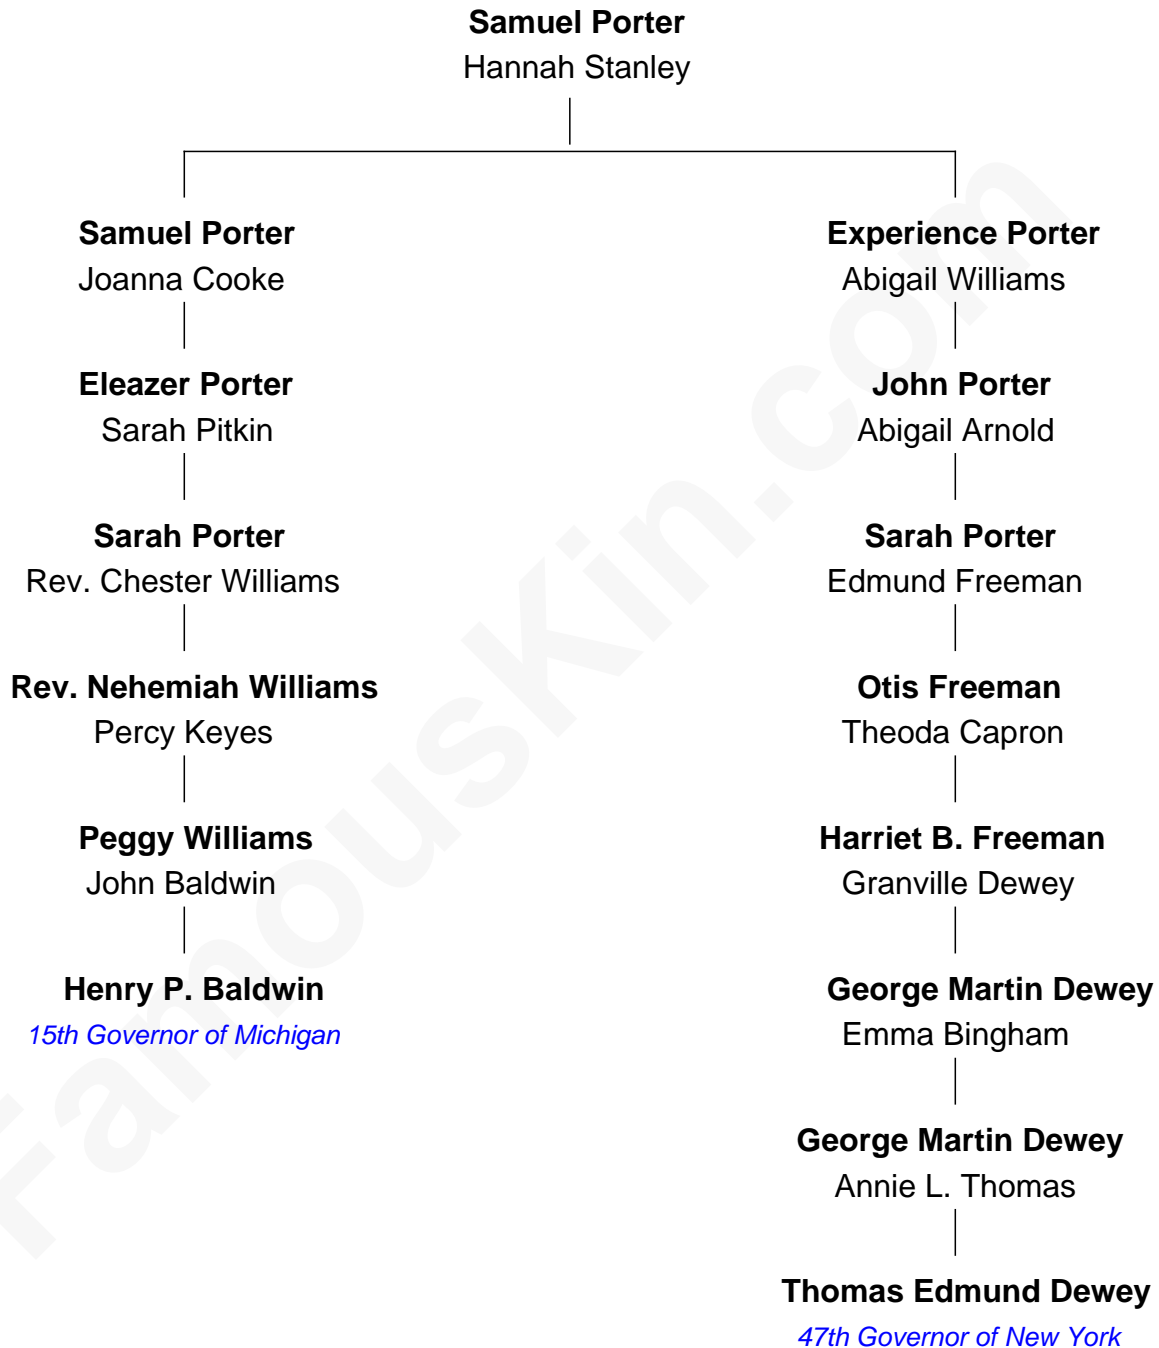 Samuel Porter
Hannah Stanley
Samuel Porter
Joanna Cooke
Eleazer Porter
Sarah Pitkin
Sarah Porter
Rev. Chester Williams
Rev. Nehemiah Williams
Percy Keyes
Peggy Williams
John Baldwin
Henry P. Baldwin
15th Governor of Michigan
Experience Porter
Abigail Williams
John Porter
Abigail Arnold
Sarah Porter
Edmund Freeman
Otis Freeman
Theoda Capron
Harriet B. Freeman
Granville Dewey
George Martin Dewey
Emma Bingham
George Martin Dewey
Annie L. Thomas
Thomas Edmund Dewey
47th Governor of New York
FamousKin.com